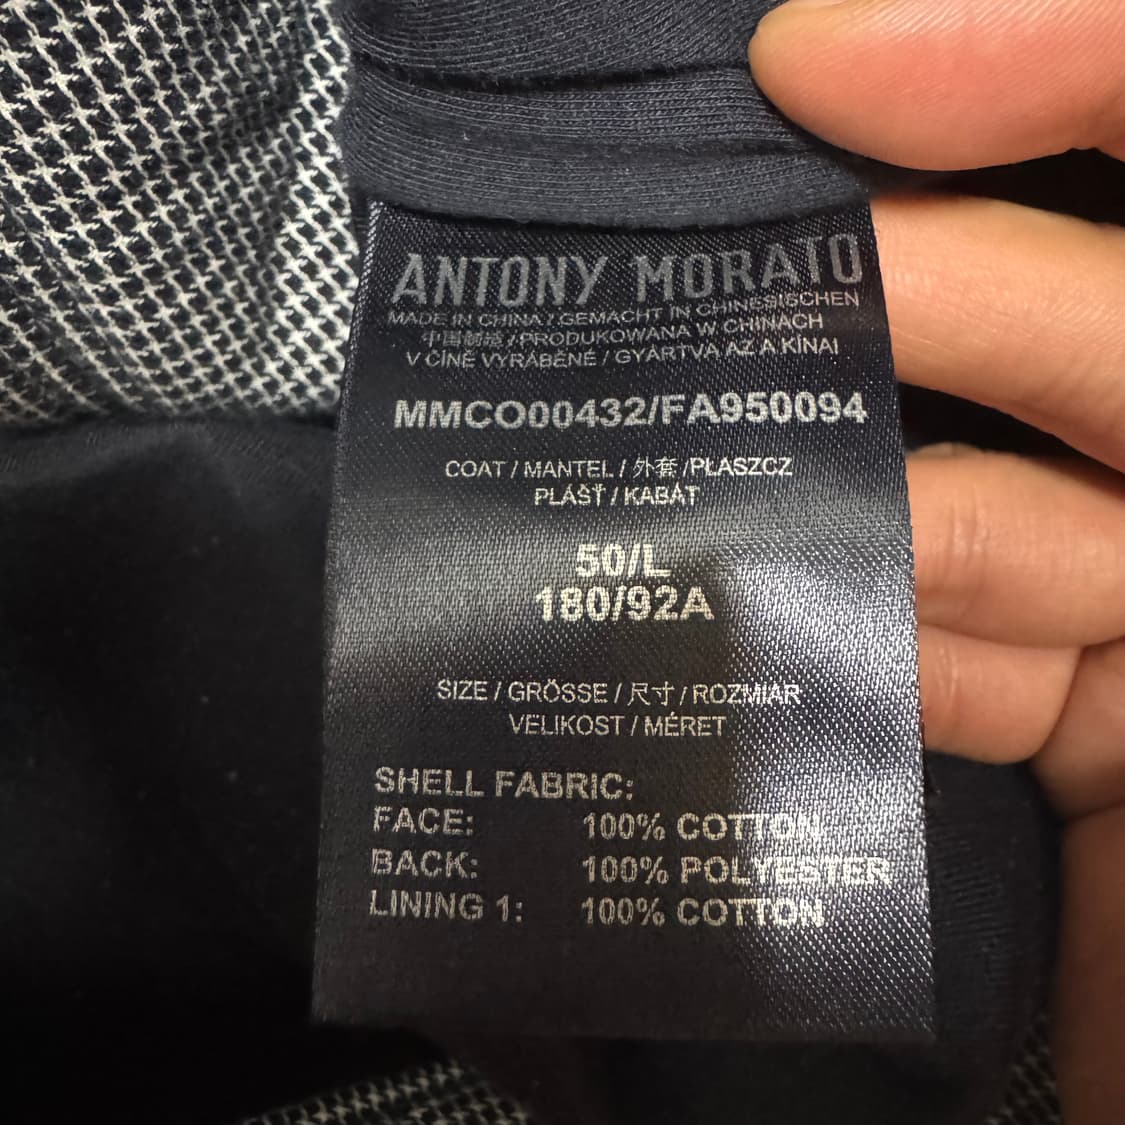 ANTONY MORATO
MADE IN CHINA / GEMACHT IN CHINESISCHEN
中国制造 / PRODUKOWANA W CHINACH
V CÍNĚ VYRÁBĚNÉ / GYÁRTVA AZ A KÍNAI
MMCO00432/FA950094
COAT / MANTEL / 外套 /PŁASZCZ
PLÁŠŤ / KABÁT
50/L
180/92A
SIZE / GRÖSSE / 尺寸 / ROZMIAR
VELIKOST / MÉRET
SHELL FABRIC:
FACE: 100% COTTON
BACK: 100% POLYESTER
LINING 1: 100% COTTON